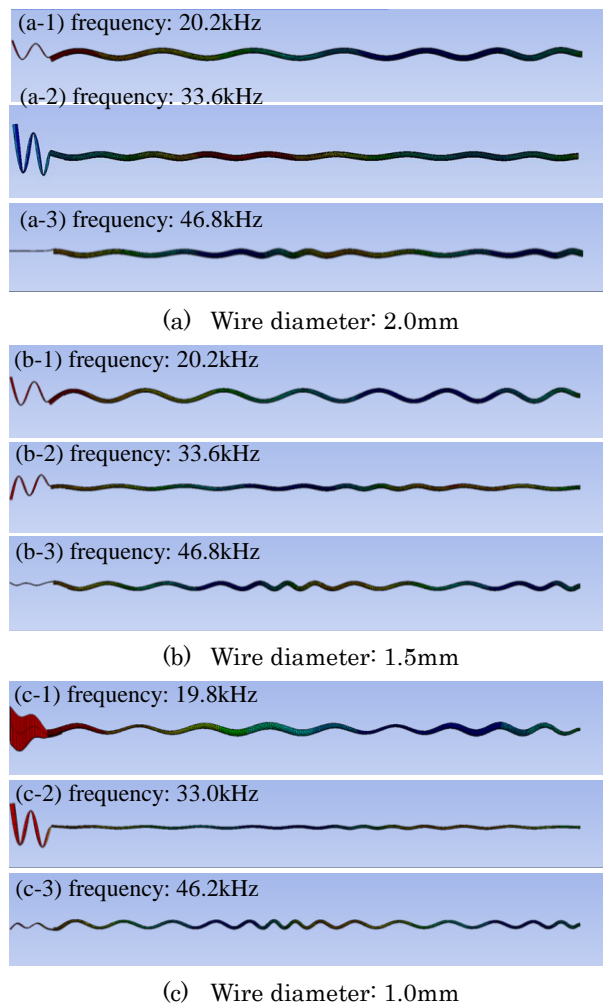 (a-1) frequency: 20.2kHz
(a-2) frequency: 33.6kHz
(a-3) frequency: 46.8kHz
(a) Wire diameter: 2.0mm
(b-1) frequency: 20.2kHz
(b-2) frequency: 33.6kHz
(b-3) frequency: 46.8kHz
(b) Wire diameter: 1.5mm
(c-1) frequency: 19.8kHz
(c-2) frequency: 33.0kHz
(c-3) frequency: 46.2kHz
(c) Wire diameter: 1.0mm